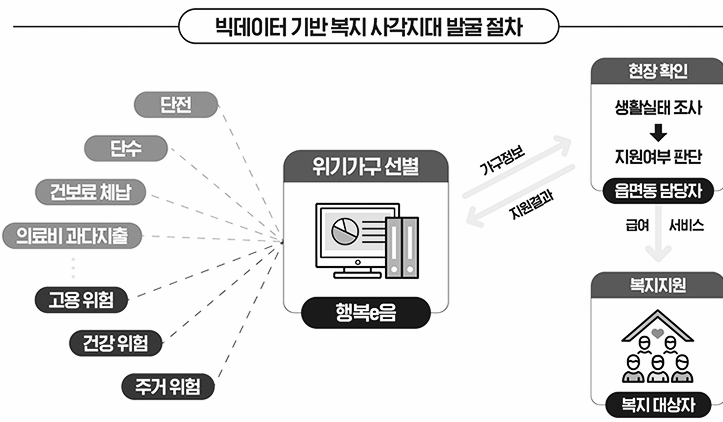 빅데이터 기반 복지 사각지대 발굴 절차
단전
단수
건보료 체납
의료비 과다지출
고용 위험
건강 위험
주거 위험
위기가구 선별
행복e음
가구정보
지원결과
현장 확인
생활실태 조사
지원여부 판단
읍면동 담당자
급여 서비스
복지지원
복지 대상자